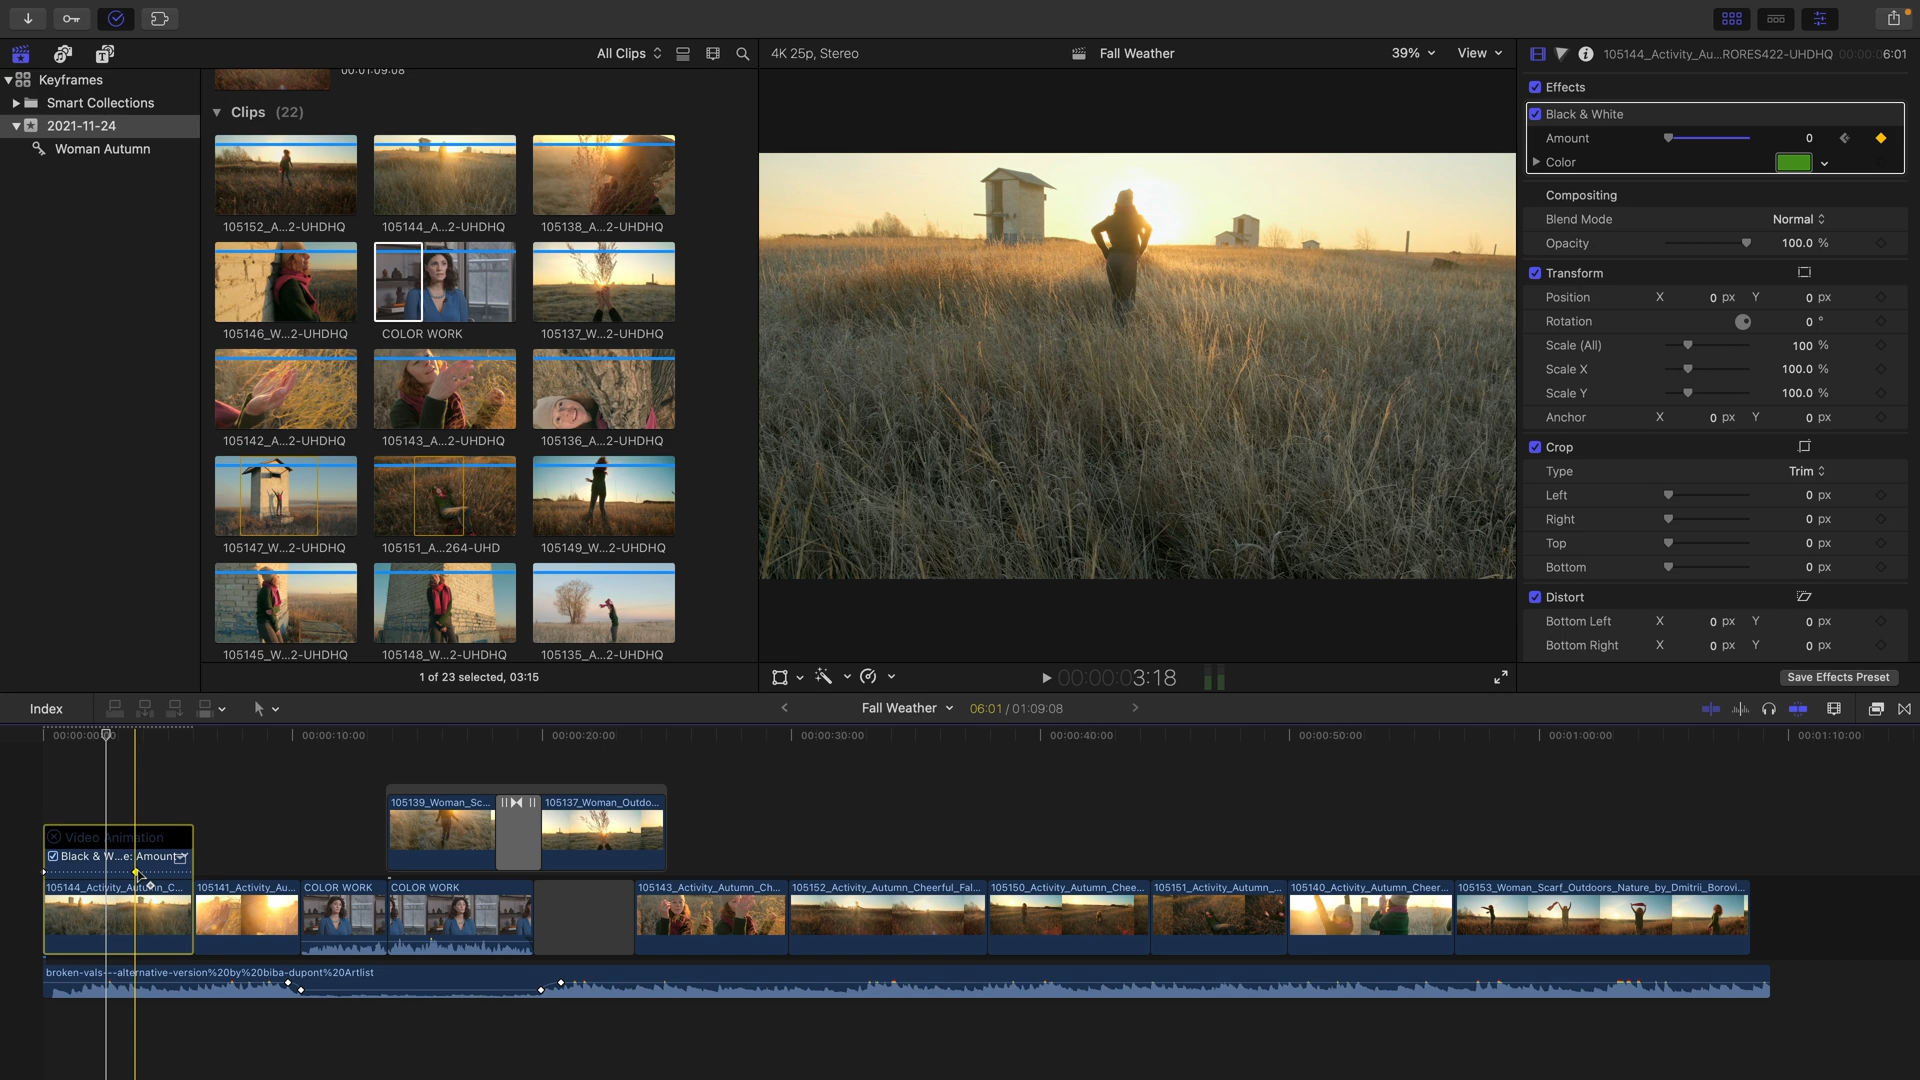 All Clips
4K 25p, Stereo
Fall Weather
39%
View
105144_Activity_Au...RORES422-UHDHQ
00:00:06:01
Keyframes
Smart Collections
2021-11-24
Woman Autumn
00:01:09:08
Clips (22)
105152_A...2-UHDHQ
105144_A...2-UHDHQ
105138_A...2-UHDHQ
105146_W...2-UHDHQ
COLOR WORK
105137_W...2-UHDHQ
105142_A...2-UHDHQ
105143_A...2-UHDHQ
105136_A...2-UHDHQ
105147_W...2-UHDHQ
105151_A...264-UHD
105149_W...2-UHDHQ
105145_W...2-UHDHQ
105148_W...2-UHDHQ
105135_A...2-UHDHQ
1 of 23 selected, 03:15
00:00:03:18
Effects
Black & White
Amount 0
Color
Compositing
Blend Mode Normal
Opacity 100.0 %
Transform
Position X 0 px Y 0 px
Rotation 0 °
Scale (All) 100 %
Scale X 100.0 %
Scale Y 100.0 %
Anchor X 0 px Y 0 px
Crop
Type Trim
Left 0 px
Right 0 px
Top 0 px
Bottom 0 px
Distort
Bottom Left X 0 px Y 0 px
Bottom Right X 0 px Y 0 px
Save Effects Preset
Index
Fall Weather
06:01 / 01:09:08
00:00:10:00
00:00:20:00
00:00:30:00
00:00:40:00
00:00:50:00
00:01:00:00
00:01:10:00
105139_Woman_Sc...
105137_Woman_Outdo...
Video Animation
Black & W...e: Amount
105144_Activity_Autumn_C...
105141_Activity_Au...
COLOR WORK
COLOR WORK
105143_Activity_Autumn_Ch...
105152_Activity_Autumn_Cheerful_Fal...
105150_Activity_Autumn_Chee...
105151_Activity_Autumn_...
105140_Activity_Autumn_Cheer...
105153_Woman_Scarf_Outdoors_Nature_by_Dmitrii_Borovi...
broken-vals---alternative-version%20by%20biba-dupont%20Artlist